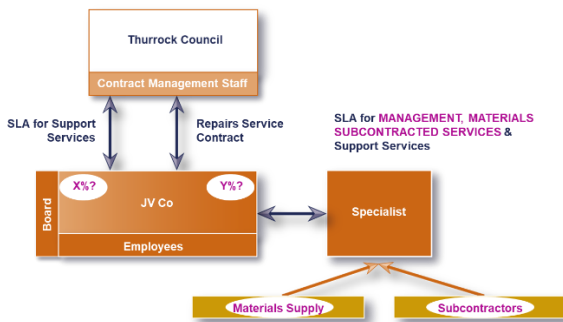 Thurrock Council
Contract Management Staff
SLA for Support
Services
Repairs Service
Contract
SLA for MANAGEMENT, MATERIALS
SUBCONTRACTED SERVICES &
Support Services
Board
X%?
Y%?
JV Co
Employees
Specialist
Materials Supply
Subcontractors